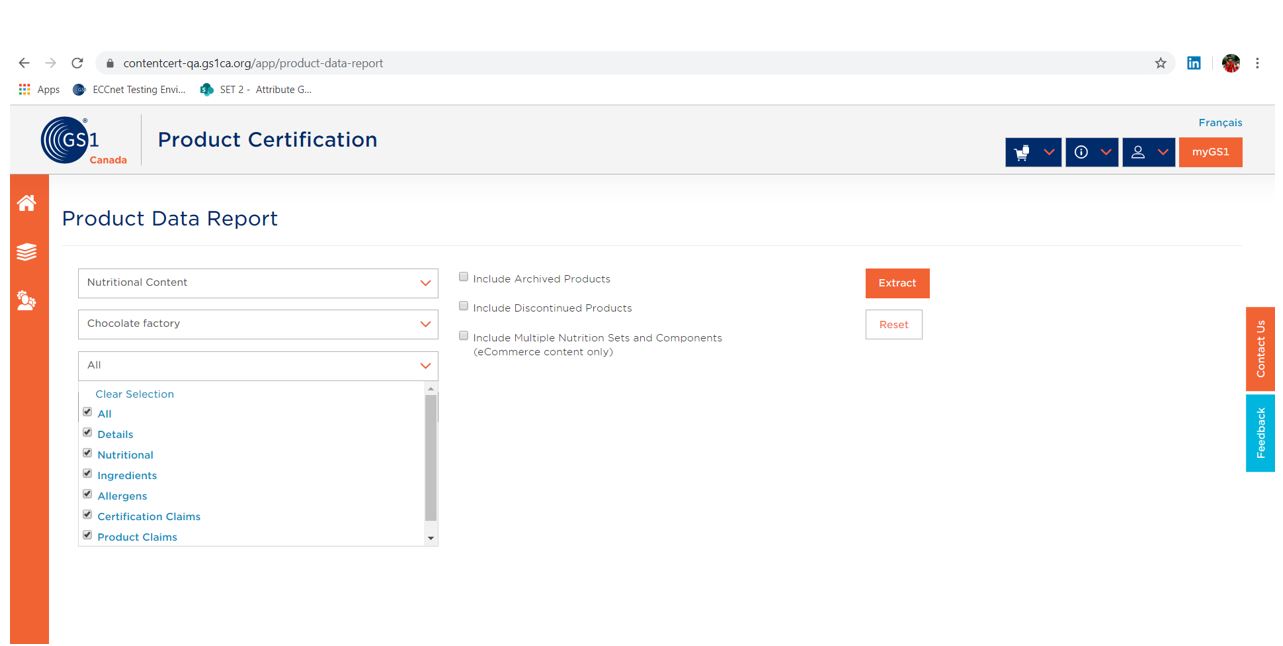 contentcert-qa.gs1ca.org/app/product-data-report
Apps ECCnet Testing Envi... SET 2 - Attribute G...
Français
GS1 Canada
Product Certification
myGS1
Product Data Report
Nutritional Content
Include Archived Products
Extract
Include Discontinued Products
Chocolate factory
Reset
Include Multiple Nutrition Sets and Components
(eCommerce content only)
All
Clear Selection
All
Details
Nutritional
Ingredients
Allergens
Certification Claims
Product Claims
Contact Us
Feedback